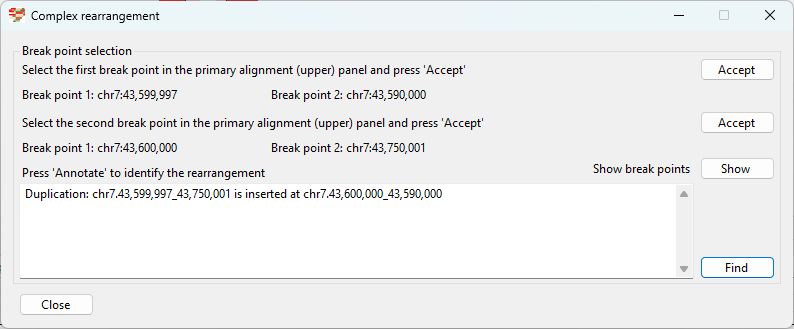 Complex rearrangement
Break point selection
Select the first break point in the primary alignment (upper) panel and press 'Accept'
Accept
Break point 1: chr7:43,599,997 Break point 2: chr7:43,590,000
Select the second break point in the primary alignment (upper) panel and press 'Accept'
Accept
Break point 1: chr7:43,600,000 Break point 2: chr7:43,750,001
Press 'Annotate' to identify the rearrangement Show break points Show
Duplication: chr7.43,599,997_43,750,001 is inserted at chr7.43,600,000_43,590,000
Find
Close